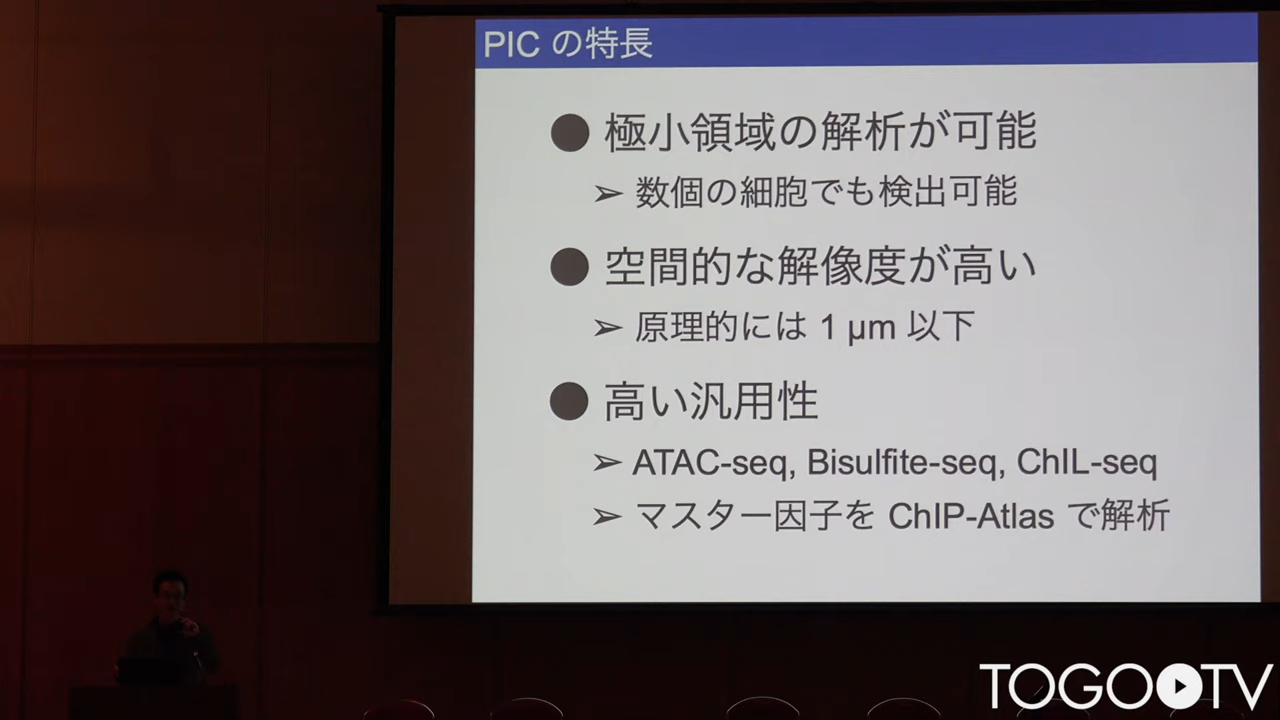 PIC の特長
● 極小領域の解析が可能
➢ 数個の細胞でも検出可能
● 空間的な解像度が高い
➢ 原理的には 1 µm 以下
● 高い汎用性
➢ ATAC-seq, Bisulfite-seq, ChIL-seq
➢ マスター因子を ChIP-Atlas で解析
TOGO TV